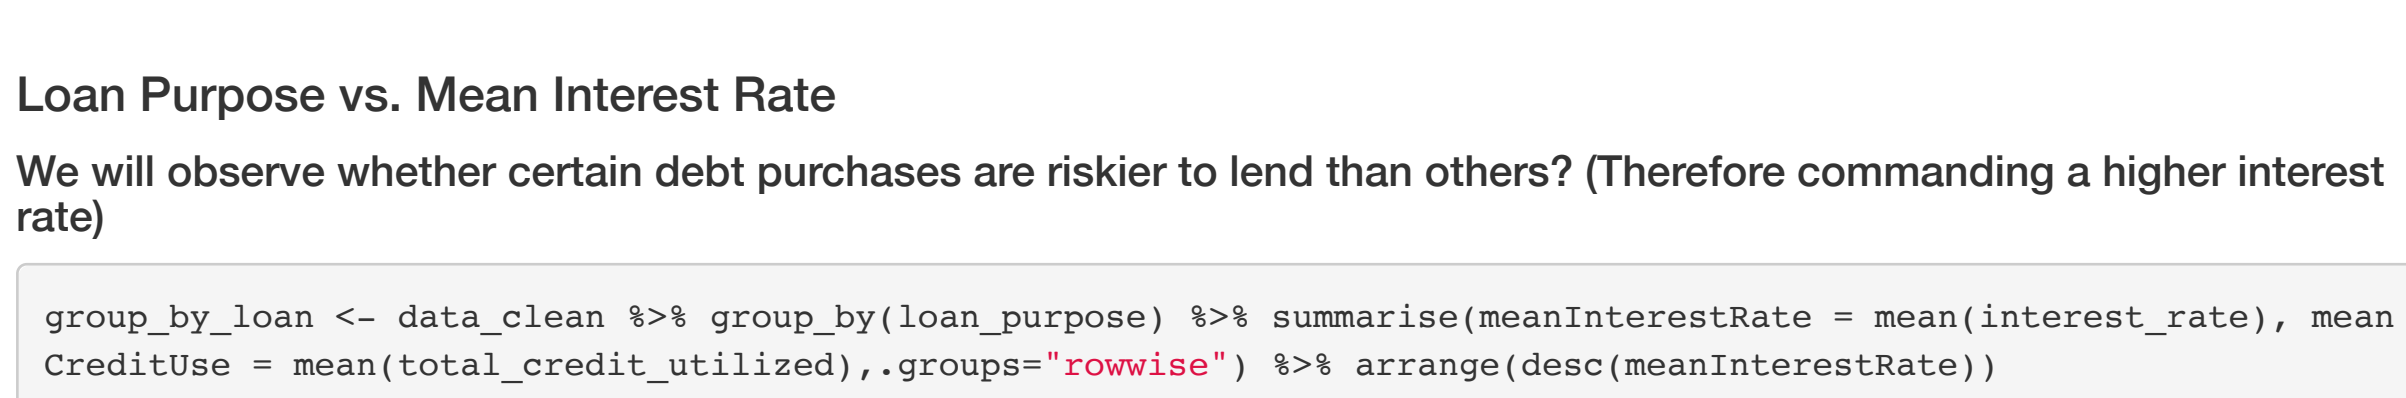 Loan Purpose vs. Mean Interest Rate
We will observe whether certain debt purchases are riskier to lend than others? (Therefore commanding a higher interest
rate)
group_by_loan <- data_clean %>% group_by(loan_purpose) %>% summarise(meanInterestRate = mean(interest_rate), mean
CreditUse = mean(total_credit_utilized),.groups="rowwise") %>% arrange(desc(meanInterestRate))